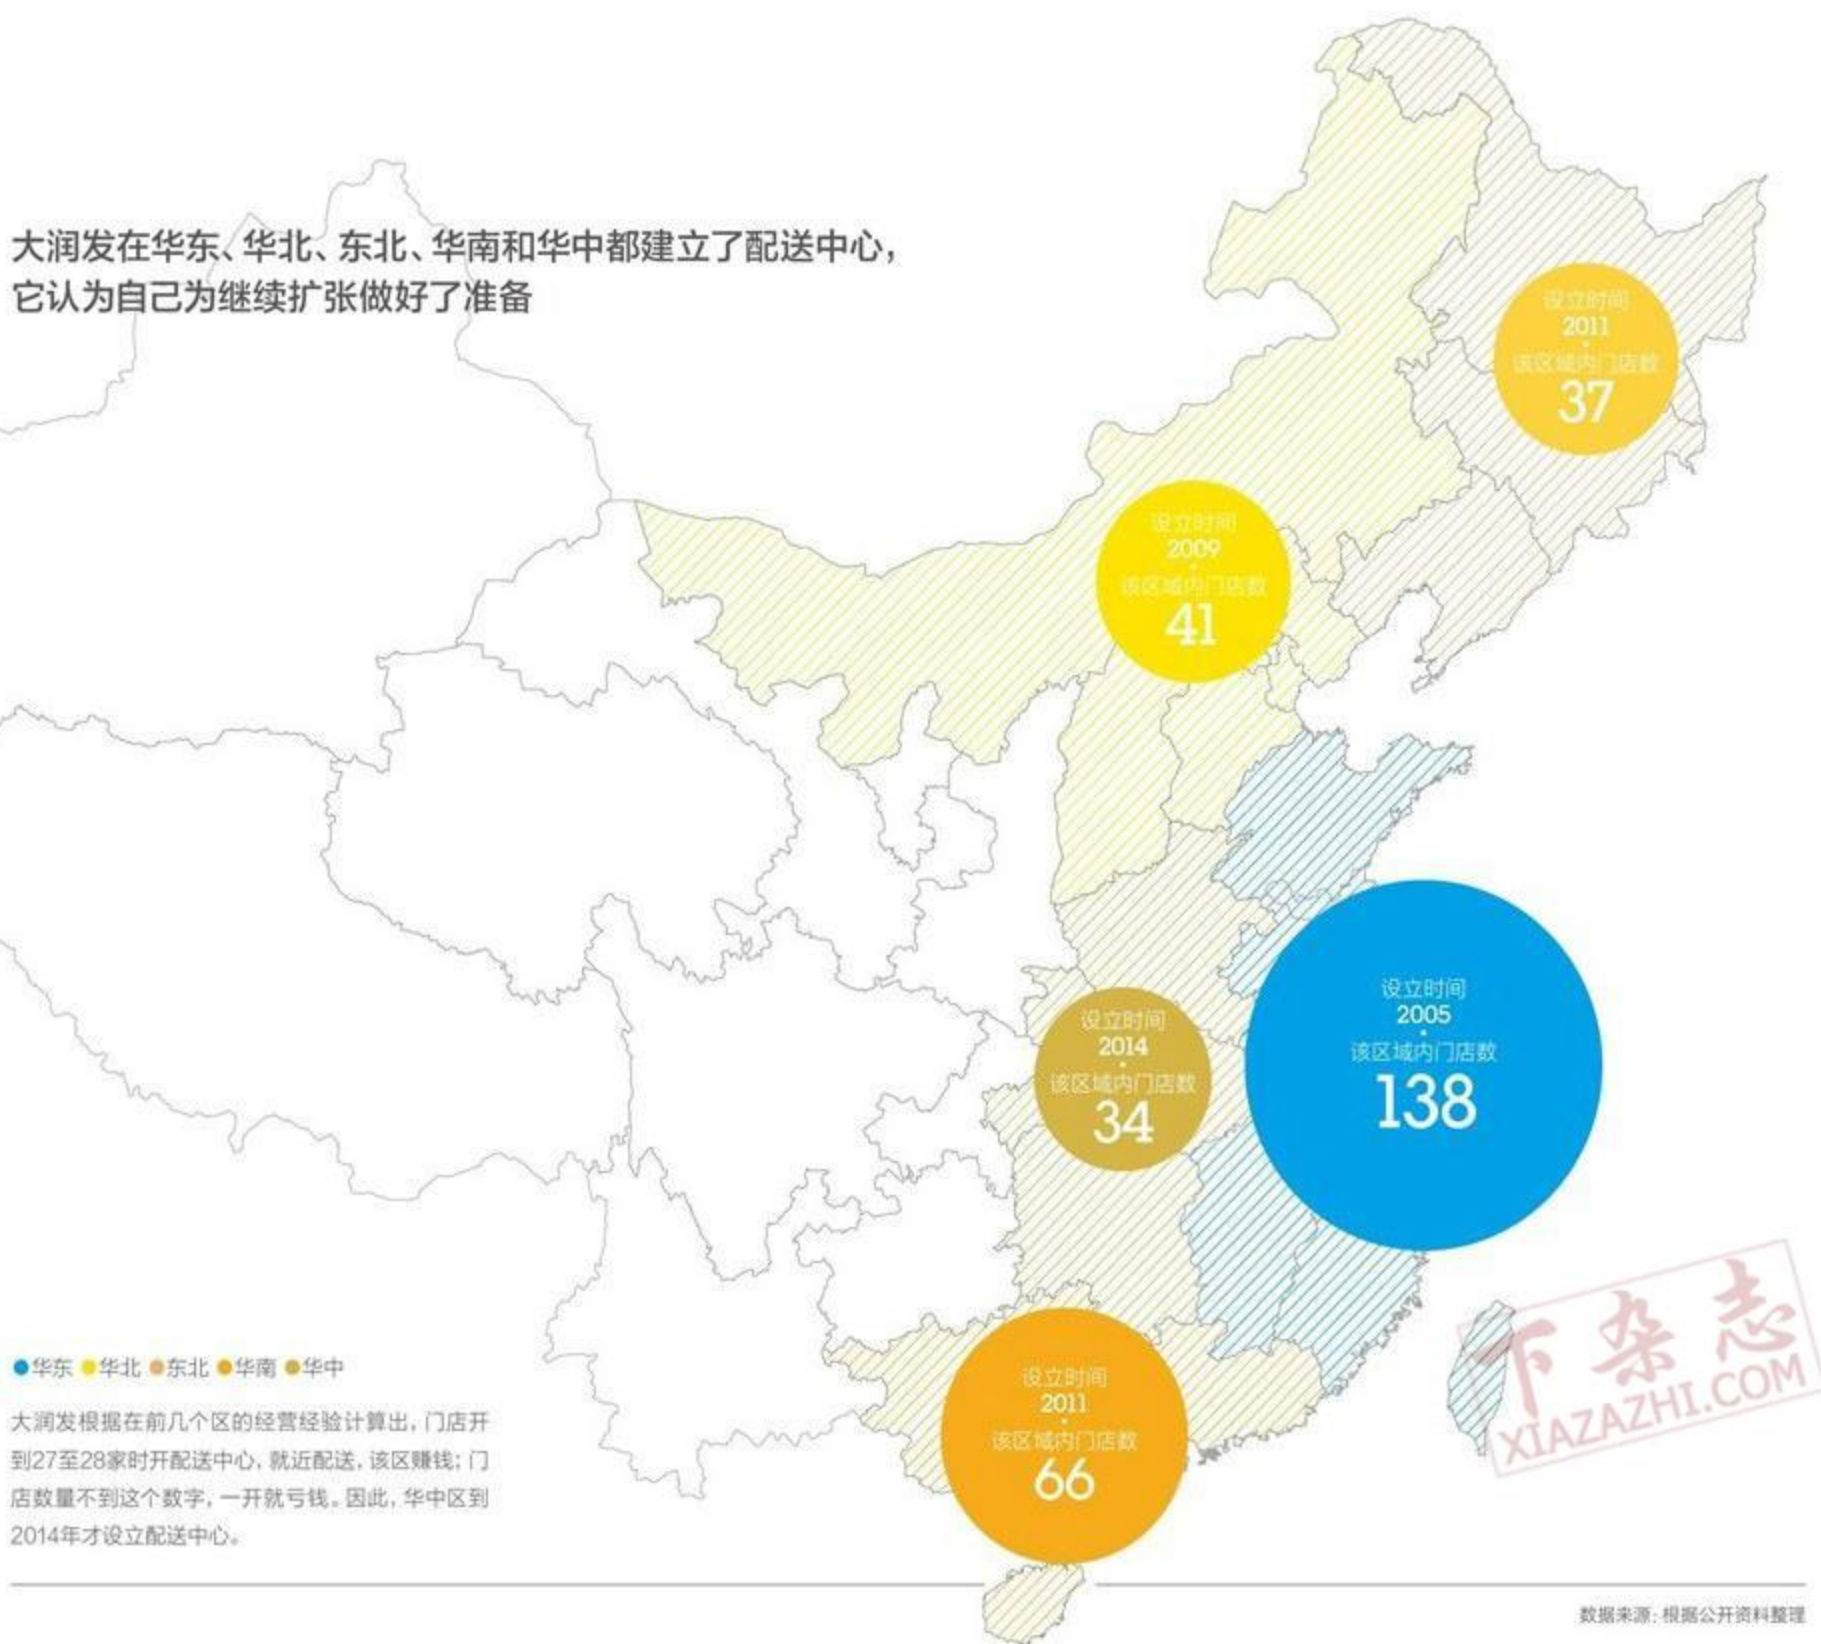 大润发在华东、华北、东北、华南和华中都建立了配送中心，
它认为自己为继续扩张做好了准备
设立时间
2011
该区域内门店数
37
设立时间
2009
该区域内门店数
41
设立时间
2005
该区域内门店数
138
设立时间
2014
该区域内门店数
34
设立时间
2011
该区域内门店数
66
下杂志
XIAZAZHI.COM
华东 华北 东北 华南 华中
大润发根据在前几个区的经营经验计算出，门店开
到27至28家时开配送中心，就近配送，该区赚钱；门
店数量不到这个数字，一开就亏钱。因此，华中区到
2014年才设立配送中心。
数据来源：根据公开资料整理